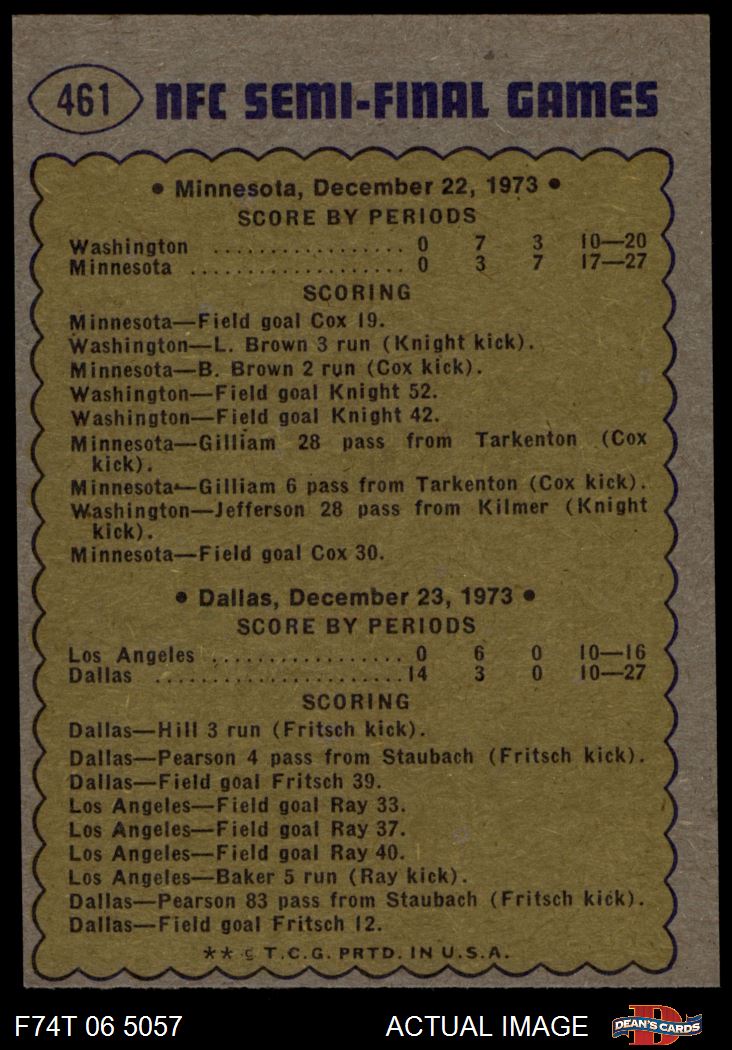 461 NFC SEMI-FINAL GAMES
• Minnesota, December 22, 1973 •
SCORE BY PERIODS
Washington .................. 0 7 3 10—20
Minnesota .................... 0 3 7 17—27
SCORING
Minnesota—Field goal Cox 19.
Washington—L. Brown 3 run (Knight kick).
Minnesota—B. Brown 2 run (Cox kick).
Washington—Field goal Knight 52.
Washington—Field goal Knight 42.
Minnesota—Gilliam 28 pass from Tarkenton (Cox
kick).
Minnesota—Gilliam 6 pass from Tarkenton (Cox kick).
Washington—Jefferson 28 pass from Kilmer (Knight
kick).
Minnesota—Field goal Cox 30.
• Dallas, December 23, 1973 •
SCORE BY PERIODS
Los Angeles .................. 0 6 0 10—16
Dallas ....................... 14 3 0 10—27
SCORING
Dallas—Hill 3 run (Fritsch kick).
Dallas—Pearson 4 pass from Staubach (Fritsch kick).
Dallas—Field goal Fritsch 39.
Los Angeles—Field goal Ray 33.
Los Angeles—Field goal Ray 37.
Los Angeles—Field goal Ray 40.
Los Angeles—Baker 5 run (Ray kick).
Dallas—Pearson 83 pass from Staubach (Fritsch kick).
Dallas—Field goal Fritsch 12.
** © T.C.G. PRTD. IN U.S.A.
F74T 06 5057 ACTUAL IMAGE DEAN'S CARDS